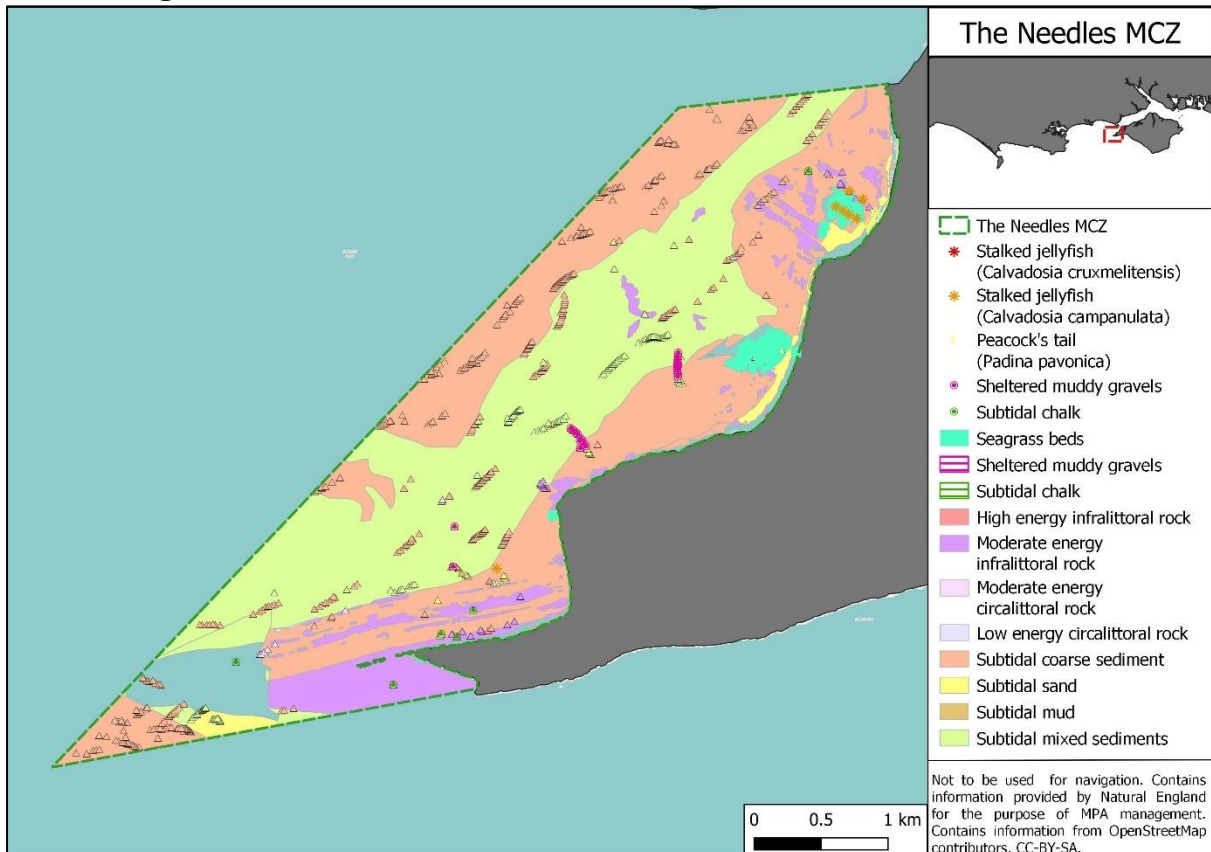 The Needles MCZ
The Needles MCZ
Stalked jellyfish
(Calvadosia cruxmelitensis)
Stalked jellyfish
(Calvadosia campanulata)
Peacock's tail
(Padina pavonica)
Sheltered muddy gravels
Subtidal chalk
Seagrass beds
Sheltered muddy gravels
Subtidal chalk
High energy infralittoral rock
Moderate energy
infralittoral rock
Moderate energy
circalittoral rock
Low energy circalittoral rock
Subtidal coarse sediment
Subtidal sand
Subtidal mud
Subtidal mixed sediments
0 0.5 1 km
Not to be used for navigation. Contains
information provided by Natural England
for the purpose of MPA management.
Contains information from OpenStreetMap
contributors, CC-BY-SA.